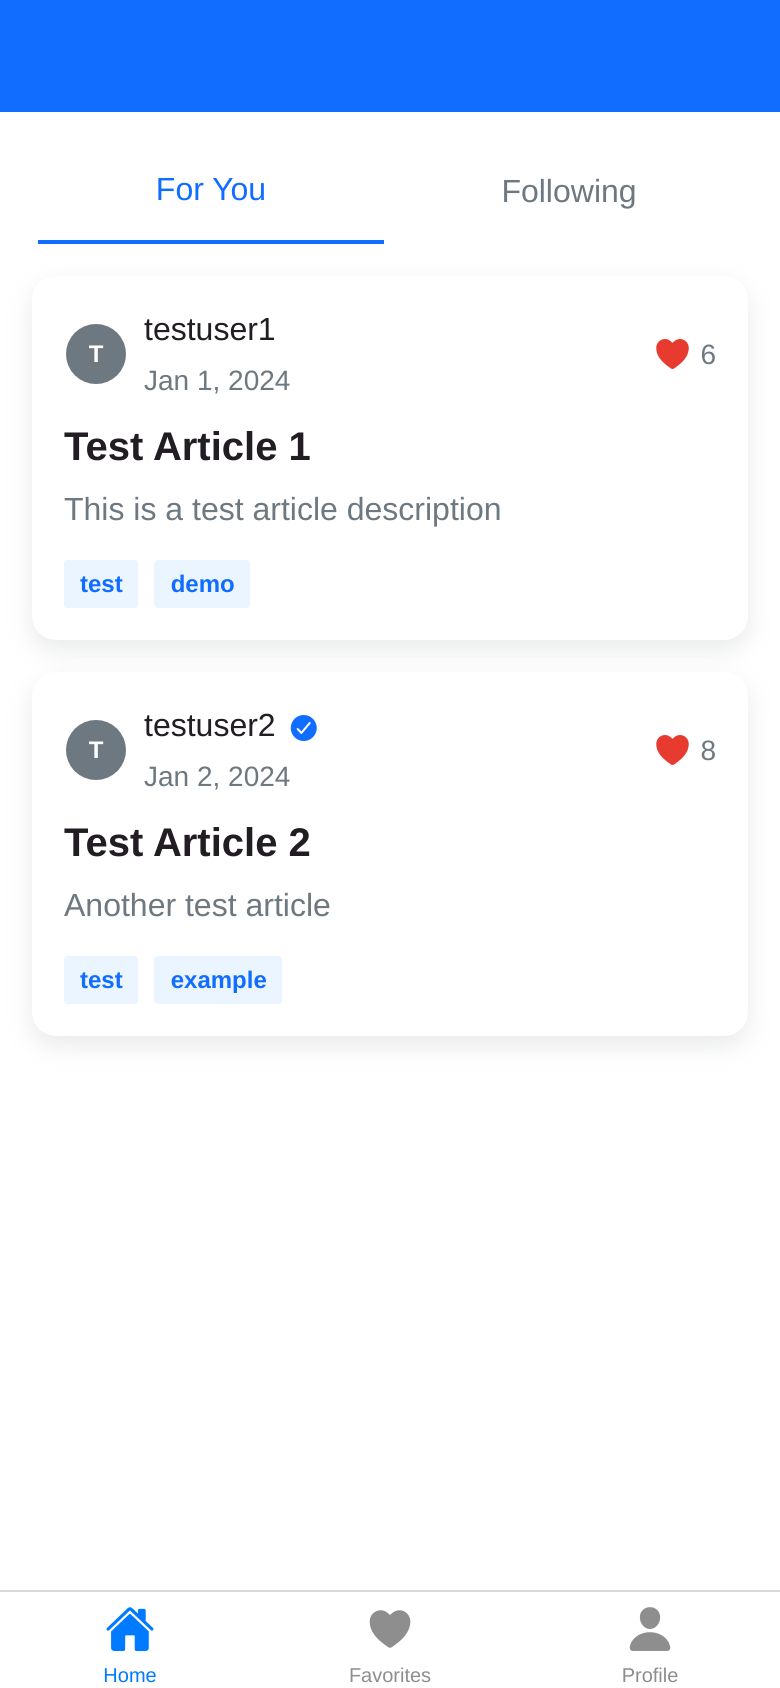 For You
Following
T
testuser1
Jan 1, 2024
6
Test Article 1
This is a test article description
test
demo
T
testuser2
Jan 2, 2024
8
Test Article 2
Another test article
test
example
Home
Favorites
Profile